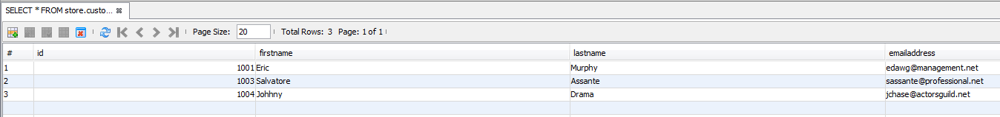 SELECT * FROM store.custo...
Page Size: 20 Total Rows: 3 Page: 1 of 1
# id firstname lastname emailaddress
1 1001 Eric Murphy edawg@management.net
2 1003 Salvatore Assante sassante@professional.net
3 1004 Johhny Drama jchase@actorsguild.net